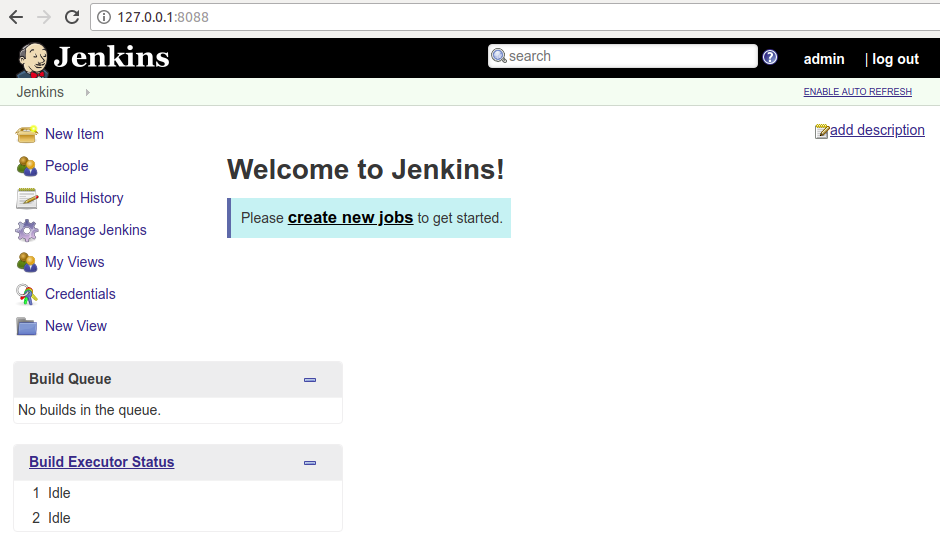 127.0.0.1:8088
Jenkins
search
admin | log out
Jenkins
ENABLE AUTO REFRESH
New Item
People
Build History
Manage Jenkins
My Views
Credentials
New View
add description
Welcome to Jenkins!
Please create new jobs to get started.
Build Queue
No builds in the queue.
Build Executor Status
1 Idle
2 Idle